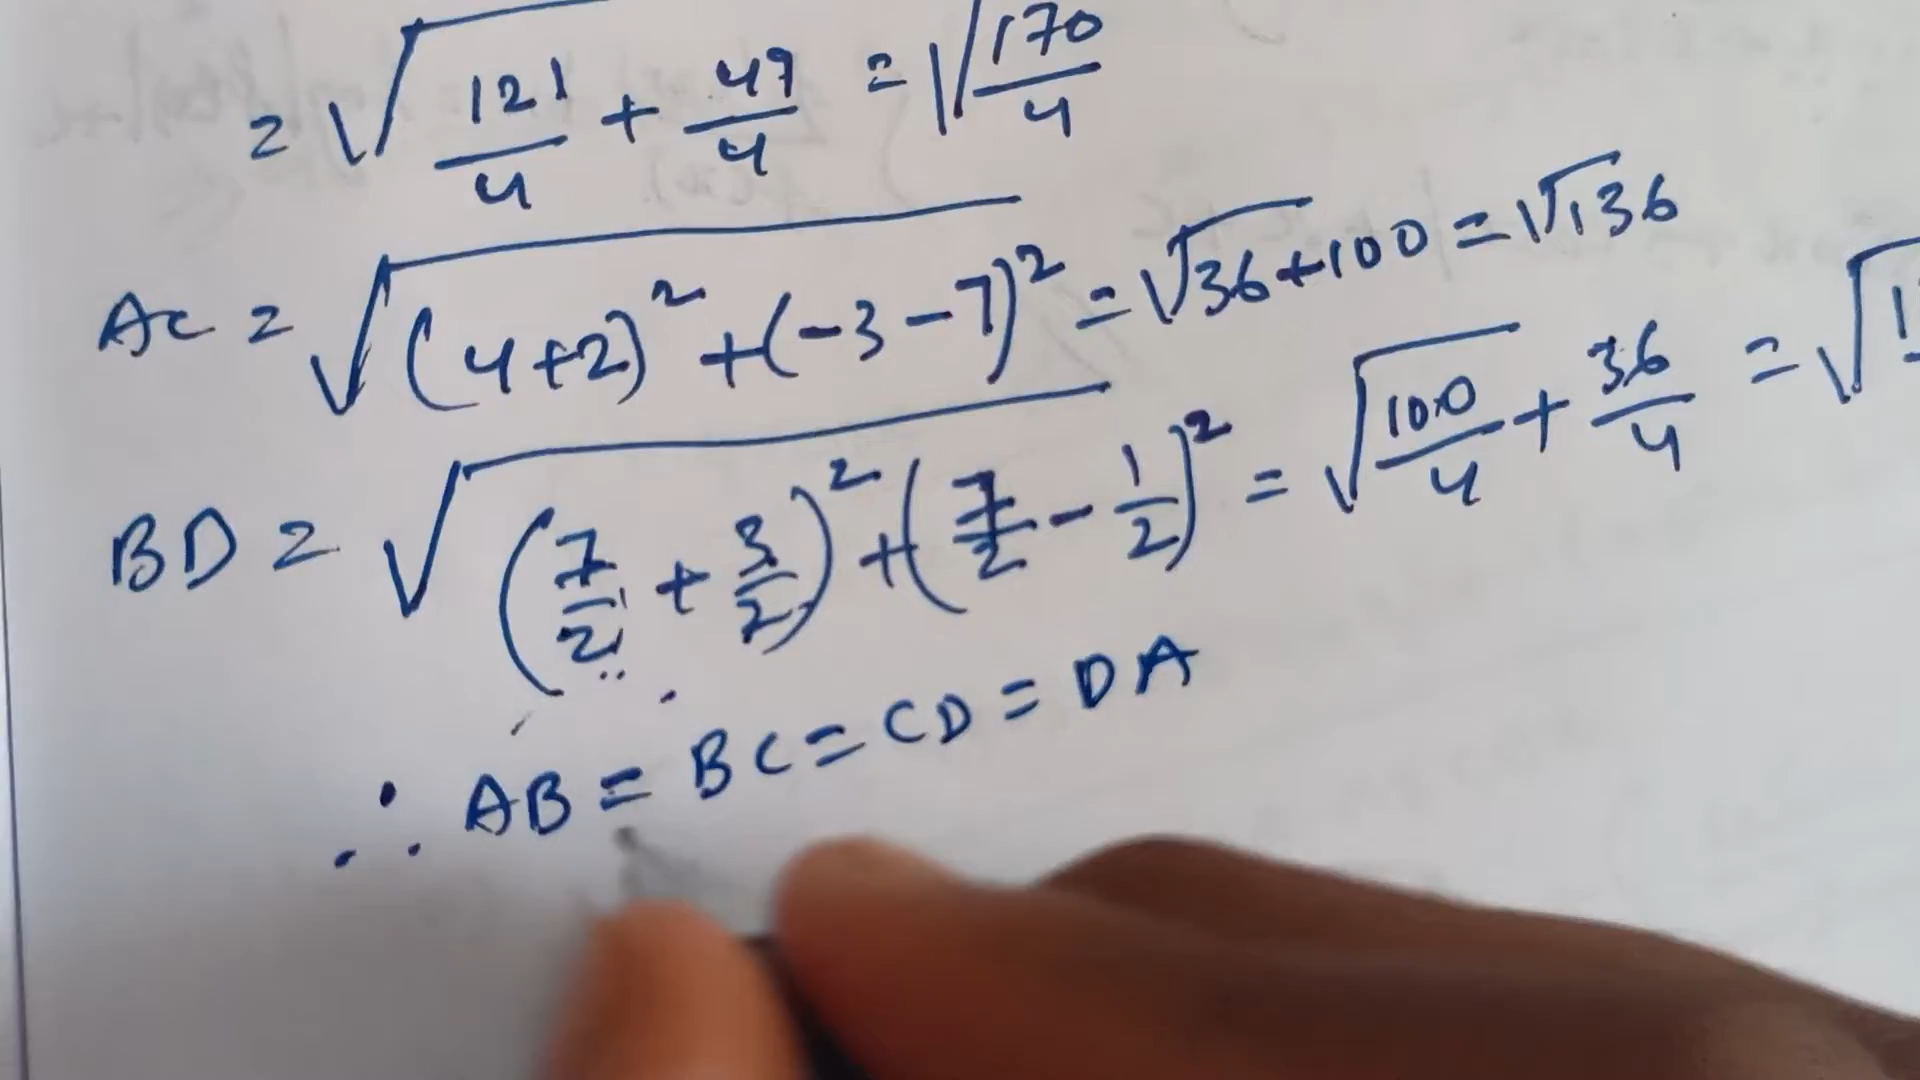 = √(121/4 + 49/4) = √(170/4)
AC = √((4+2)² + (-3-7)²) = √(36+100) = √136
BD = √((7/2 + 3/2)² + (7/2 - 1/2)²) = √(100/4 + 36/4) = √
∴ AB = BC = CD = DA